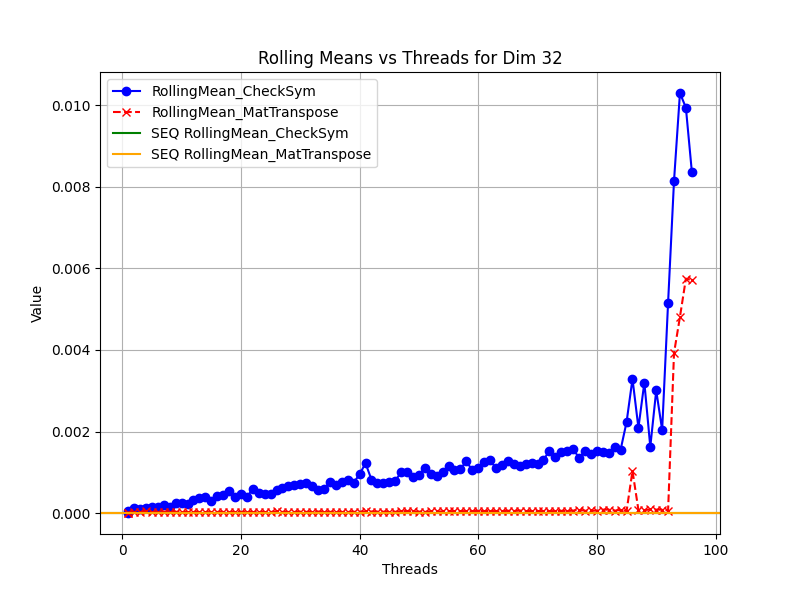 Rolling Means vs Threads for Dim 32
RollingMean_CheckSym
RollingMean_MatTranspose
SEQ RollingMean_CheckSym
SEQ RollingMean_MatTranspose
0.010
0.008
0.006
0.004
0.002
0.000
Value
0 20 40 60 80 100
Threads